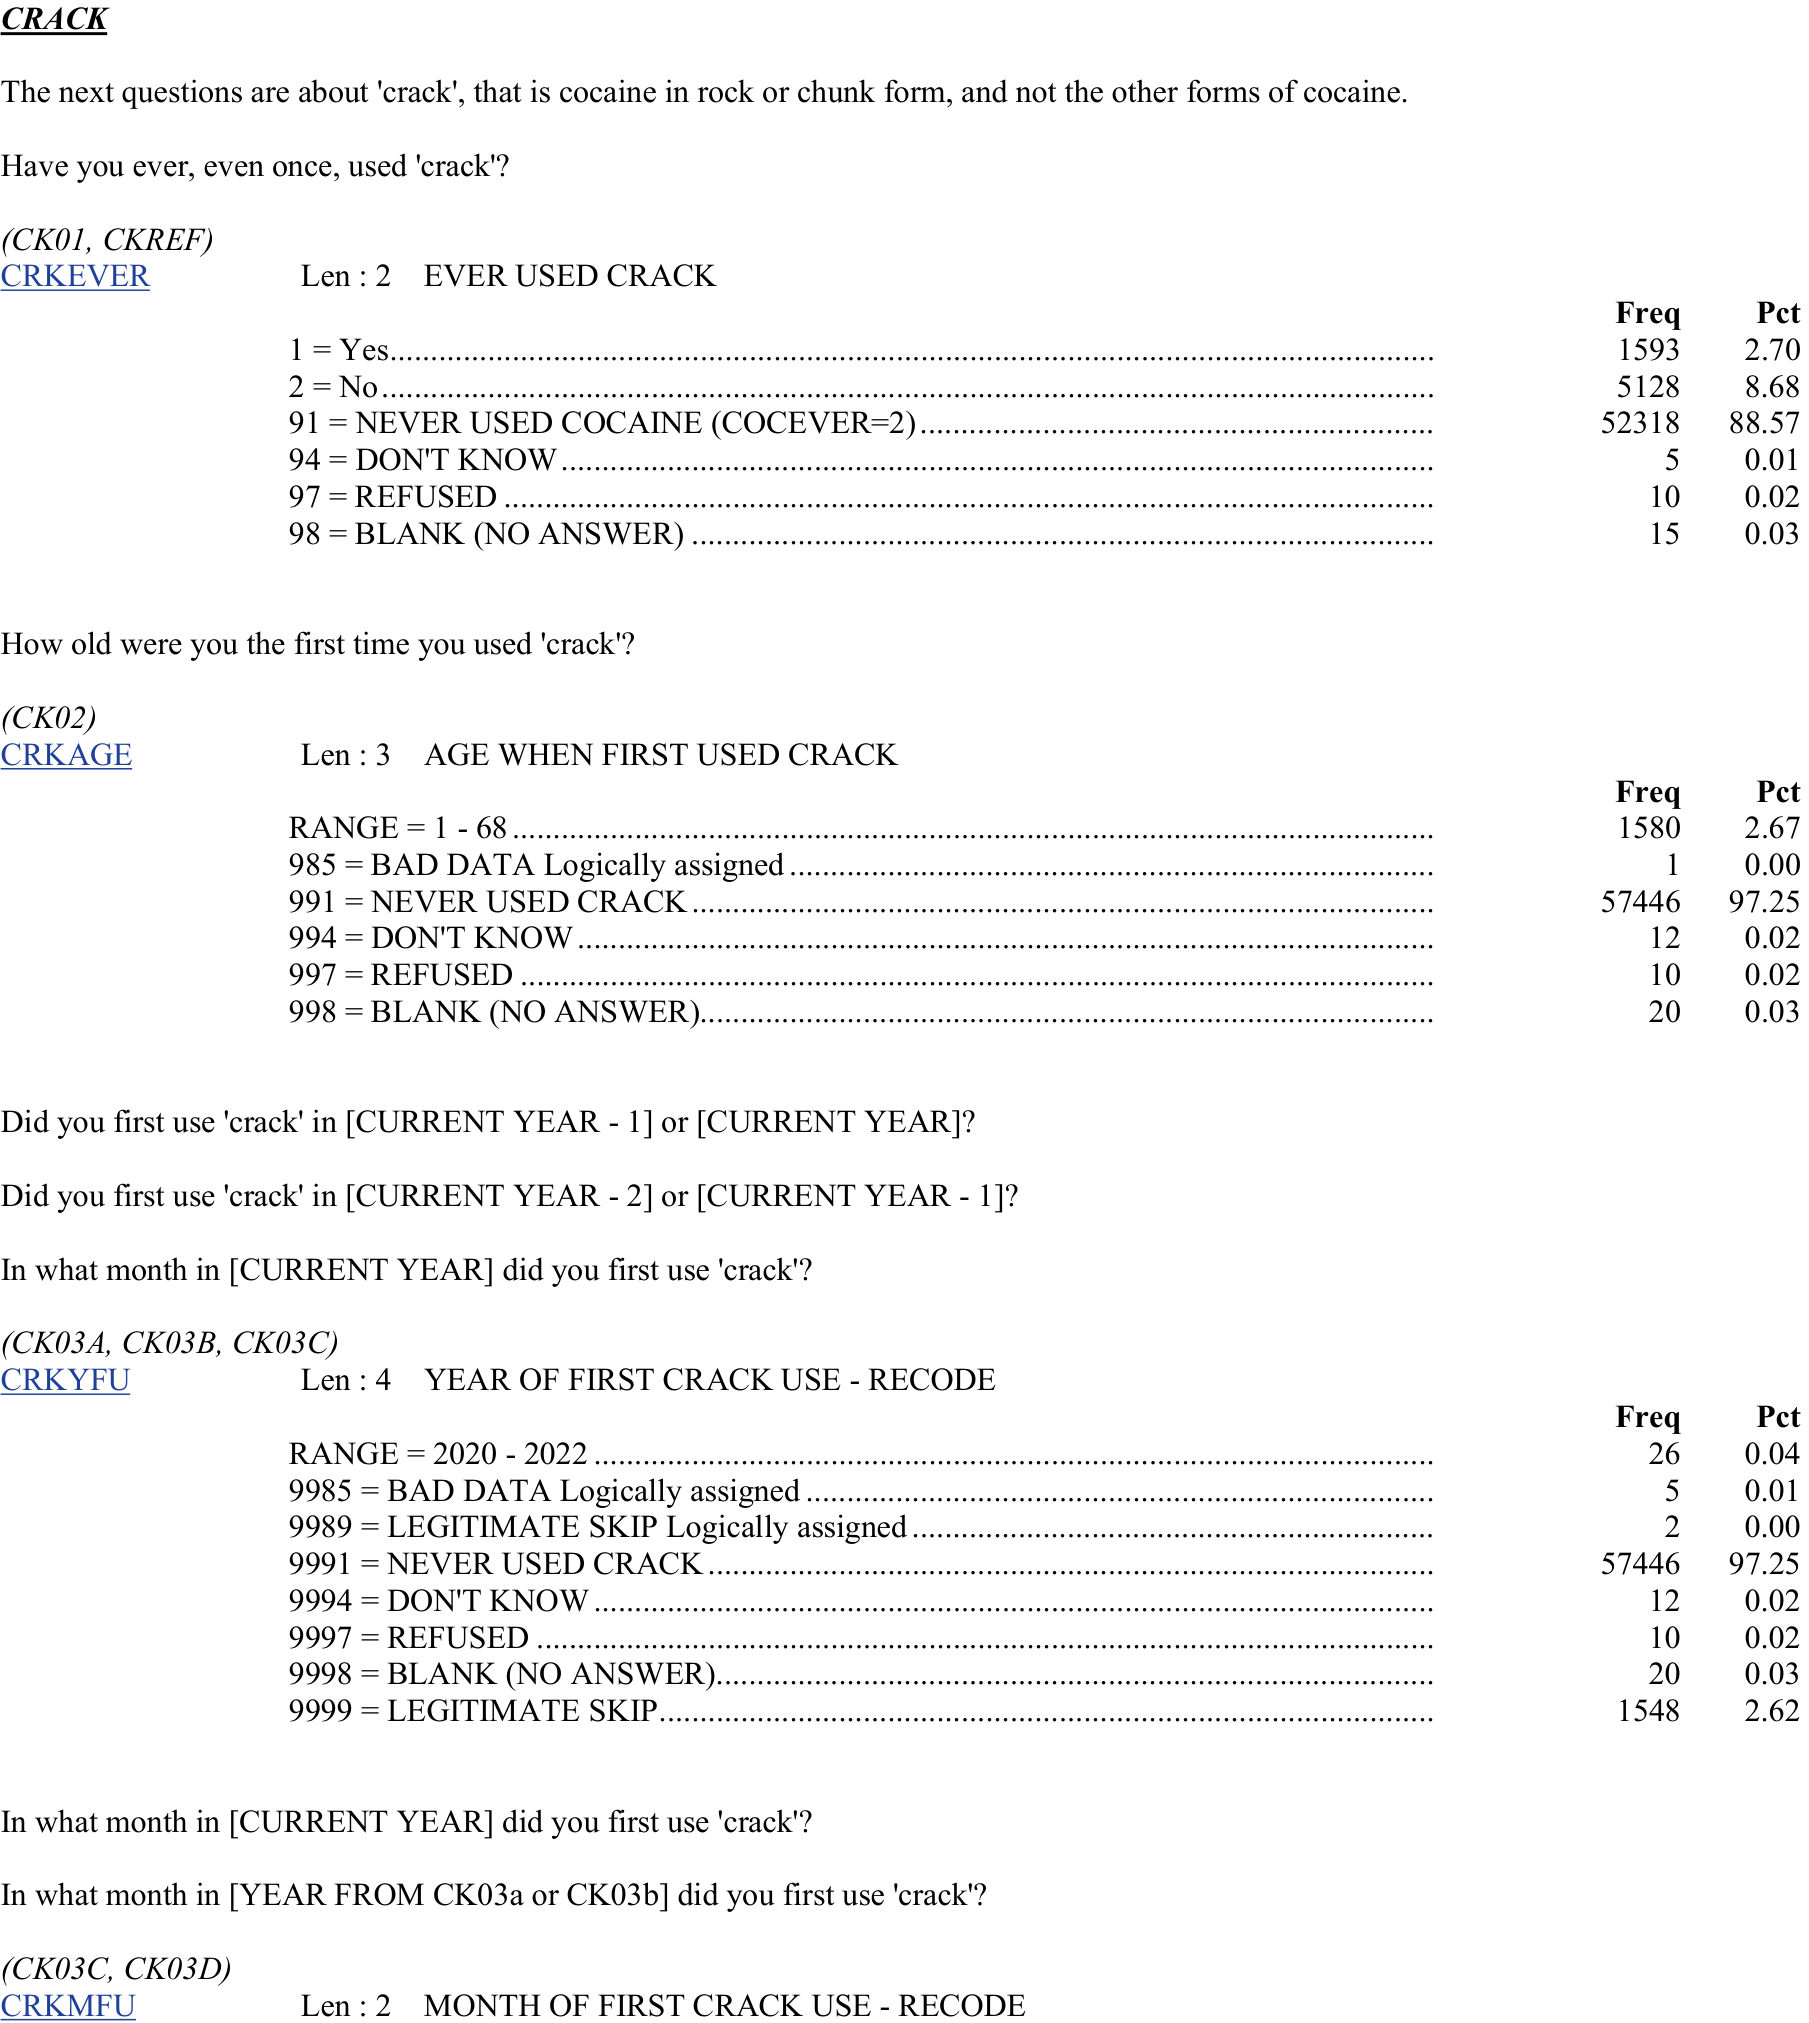 CRACK
The next questions are about 'crack', that is cocaine in rock or chunk form, and not the other forms of cocaine.
Have you ever, even once, used 'crack'?
(CK01, CKREF)
CRKEVER Len : 2 EVER USED CRACK
Freq Pct
1 = Yes 1593 2.70
2 = No 5128 8.68
91 = NEVER USED COCAINE (COCEVER=2) 52318 88.57
94 = DON'T KNOW 5 0.01
97 = REFUSED 10 0.02
98 = BLANK (NO ANSWER) 15 0.03
How old were you the first time you used 'crack'?
(CK02)
CRKAGE Len : 3 AGE WHEN FIRST USED CRACK
Freq Pct
RANGE = 1 - 68 1580 2.67
985 = BAD DATA Logically assigned 1 0.00
991 = NEVER USED CRACK 57446 97.25
994 = DON'T KNOW 12 0.02
997 = REFUSED 10 0.02
998 = BLANK (NO ANSWER) 20 0.03
Did you first use 'crack' in [CURRENT YEAR - 1] or [CURRENT YEAR]?
Did you first use 'crack' in [CURRENT YEAR - 2] or [CURRENT YEAR - 1]?
In what month in [CURRENT YEAR] did you first use 'crack'?
(CK03A, CK03B, CK03C)
CRKYFU Len : 4 YEAR OF FIRST CRACK USE - RECODE
Freq Pct
RANGE = 2020 - 2022 26 0.04
9985 = BAD DATA Logically assigned 5 0.01
9989 = LEGITIMATE SKIP Logically assigned 2 0.00
9991 = NEVER USED CRACK 57446 97.25
9994 = DON'T KNOW 12 0.02
9997 = REFUSED 10 0.02
9998 = BLANK (NO ANSWER) 20 0.03
9999 = LEGITIMATE SKIP 1548 2.62
In what month in [CURRENT YEAR] did you first use 'crack'?
In what month in [YEAR FROM CK03a or CK03b] did you first use 'crack'?
(CK03C, CK03D)
CRKMFU Len : 2 MONTH OF FIRST CRACK USE - RECODE